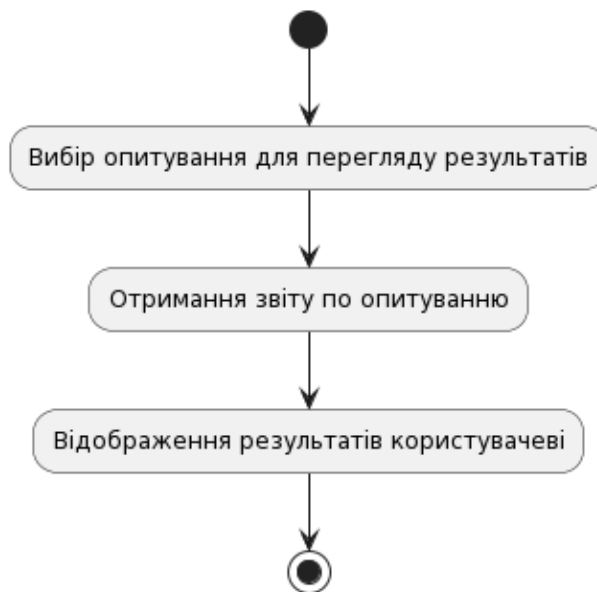 Вибір опитування для перегляду результатів
Отримання звіту по опитуванню
Відображення результатів користувачеві